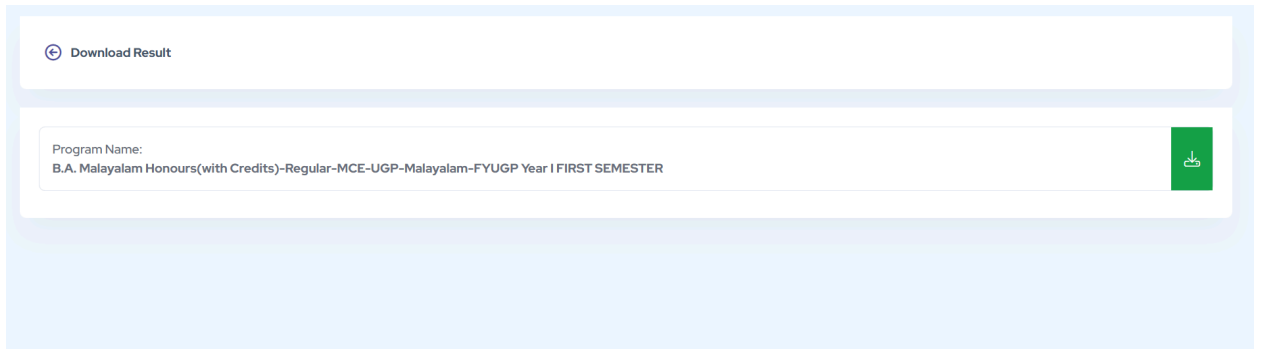 Download Result
Program Name:
B.A. Malayalam Honours(with Credits)-Regular-MCE-UGP-Malayalam-FYUGP Year I FIRST SEMESTER